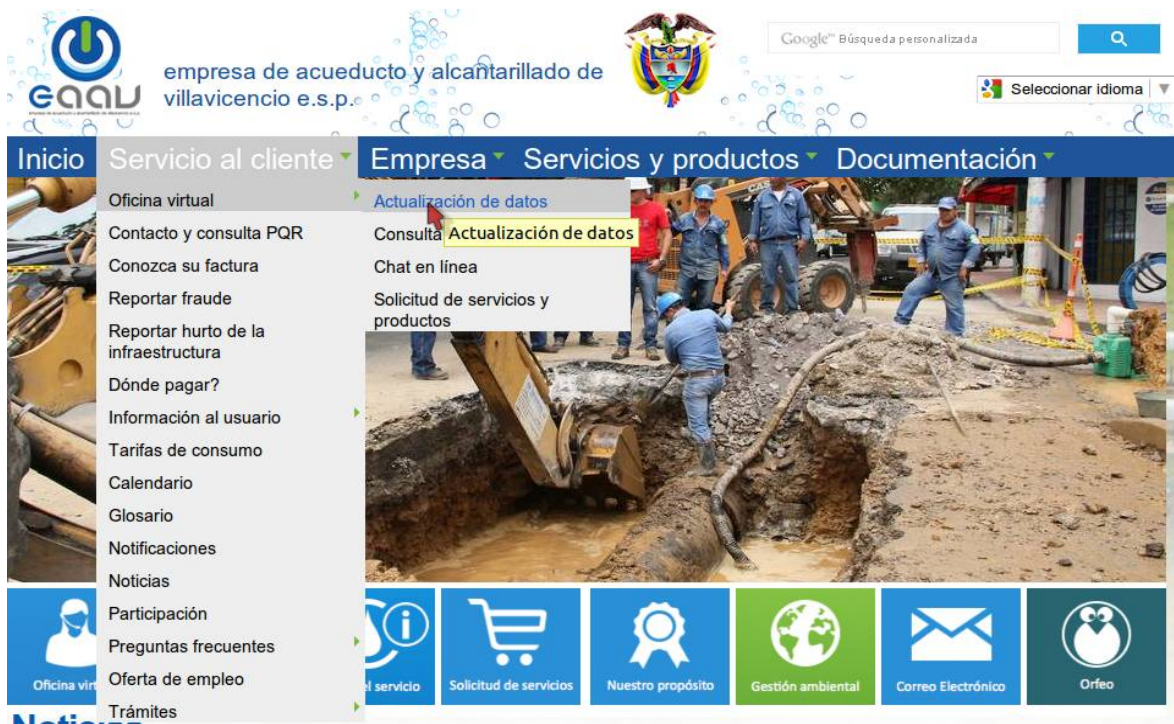 eaav
empresa de acueducto y alcantarillado de
villavicencio e.s.p.
Google™ Búsqueda personalizada
Seleccionar idioma
Inicio
Servicio al cliente
Empresa
Servicios y productos
Documentación
Oficina virtual
Contacto y consulta PQR
Conozca su factura
Reportar fraude
Reportar hurto de la
infraestructura
Dónde pagar?
Información al usuario
Tarifas de consumo
Calendario
Glosario
Notificaciones
Noticias
Participación
Preguntas frecuentes
Oferta de empleo
Trámites
Actualización de datos
Consulta
Actualización de datos
Chat en línea
Solicitud de servicios y
productos
CASE
Oficina virt
el servicio
Solicitud de servicios
Nuestro propósito
Gestión ambiental
Correo Electrónico
Orfeo